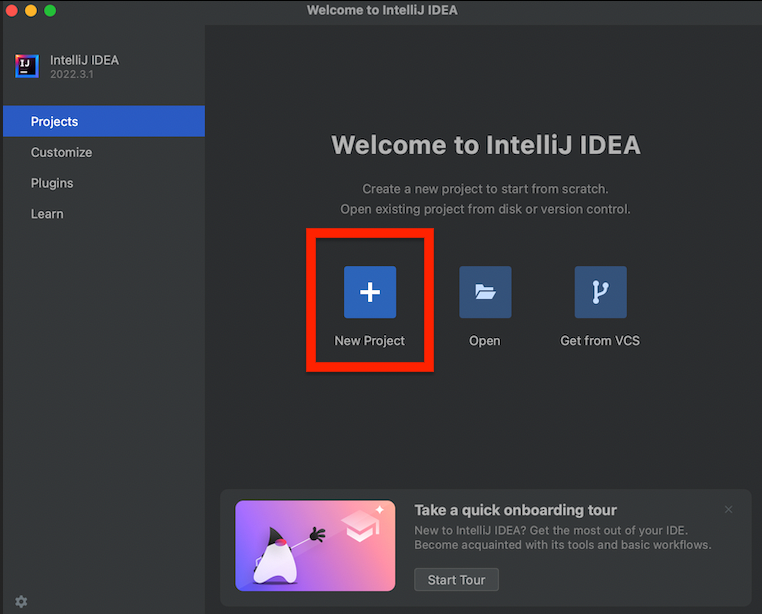 Welcome to IntelliJ IDEA
IJ
IntelliJ IDEA
2022.3.1
Projects
Customize
Plugins
Learn
Welcome to IntelliJ IDEA
Create a new project to start from scratch.
Open existing project from disk or version control.
New Project
Open
Get from VCS
Take a quick onboarding tour
New to IntelliJ IDEA? Get the most out of your IDE.
Become acquainted with its tools and basic workflows.
Start Tour